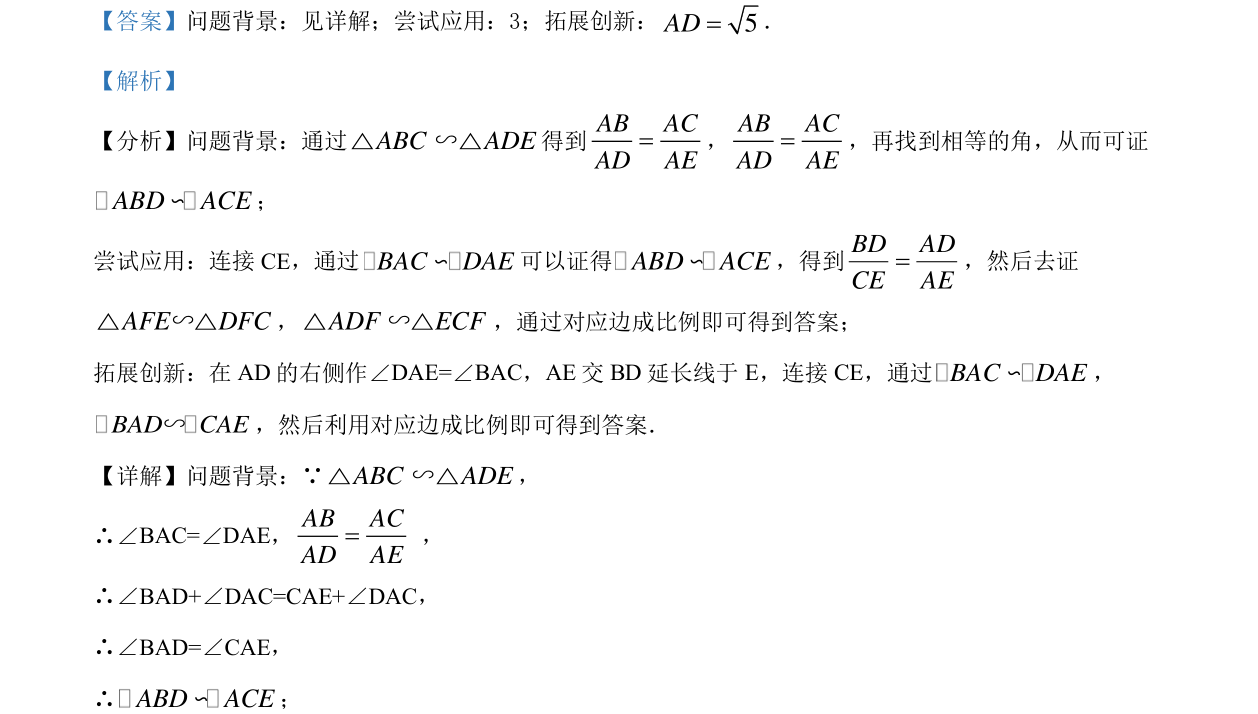 【答案】问题背景：见详解；尝试应用：3；拓展创新：AD = √5．
【解析】
【分析】问题背景：通过△ABC ∽△ADE 得到 AB/AD = AC/AE，AB/AD = AC/AE，再找到相等的角，从而可证
□ABD ∽□ACE；
尝试应用：连接 CE，通过□BAC ∽□DAE 可以证得□ABD ∽□ACE，得到 BD/CE = AD/AE，然后去证
△AFE∽△DFC，△ADF ∽△ECF，通过对应边成比例即可得到答案；
拓展创新：在 AD 的右侧作∠DAE=∠BAC，AE 交 BD 延长线于 E，连接 CE，通过□BAC ∽□DAE，
□BAD∽□CAE，然后利用对应边成比例即可得到答案．
【详解】问题背景：∵△ABC ∽△ADE，
∴∠BAC=∠DAE，AB/AD = AC/AE ，
∴∠BAD+∠DAC=CAE+∠DAC，
∴∠BAD=∠CAE，
∴□ABD ∽□ACE；